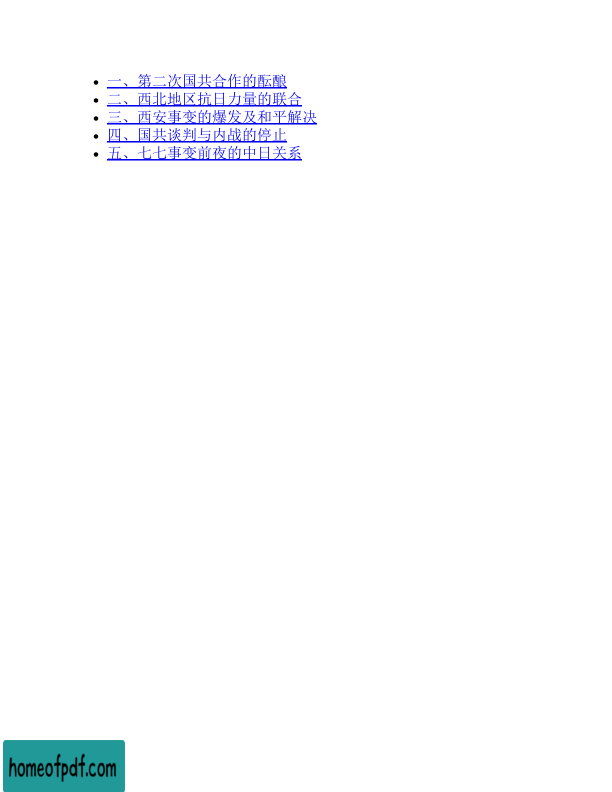 一、第二次国共合作的酝酿
二、西北地区抗日力量的联合
三、西安事变的爆发及和平解决
四、国共谈判与内战的停止
五、七七事变前夜的中日关系
homeofpdf.com